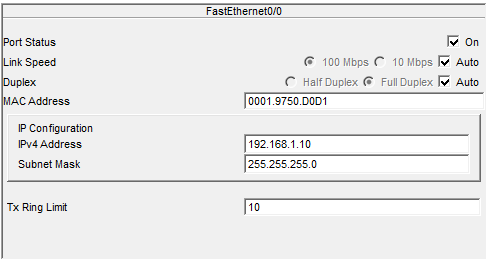 FastEthernet0/0
Port Status On
Link Speed 100 Mbps 10 Mbps Auto
Duplex Half Duplex Full Duplex Auto
MAC Address 0001.9750.D0D1
IP Configuration
IPv4 Address 192.168.1.10
Subnet Mask 255.255.255.0
Tx Ring Limit 10